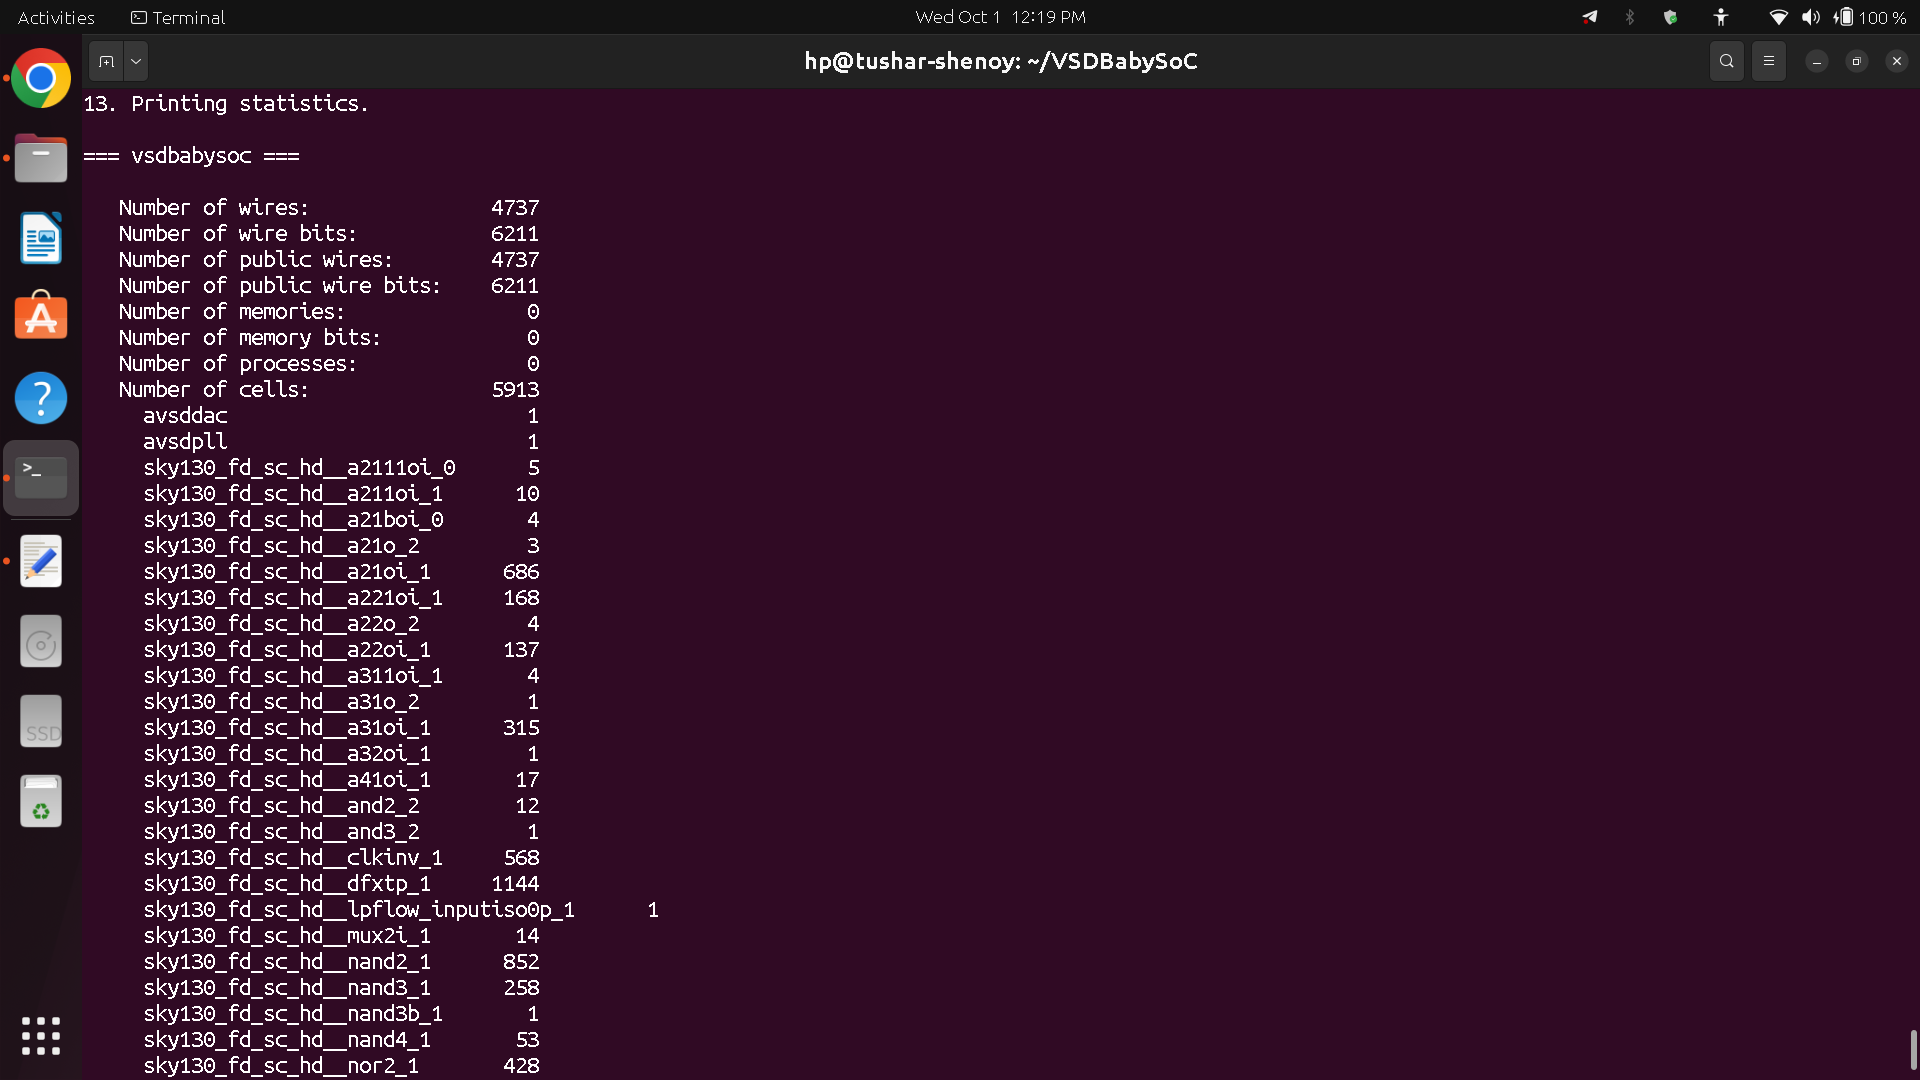 Activities
Terminal
Wed Oct 1 12:19 PM
100 %
hp@tushar-shenoy: ~/VSDBabySoC
13. Printing statistics.
=== vsdbabysoc ===
Number of wires: 4737
Number of wire bits: 6211
Number of public wires: 4737
Number of public wire bits: 6211
Number of memories: 0
Number of memory bits: 0
Number of processes: 0
Number of cells: 5913
avsddac 1
avsdpll 1
sky130_fd_sc_hd__a2111oi_0 5
sky130_fd_sc_hd__a211oi_1 10
sky130_fd_sc_hd__a21boi_0 4
sky130_fd_sc_hd__a21o_2 3
sky130_fd_sc_hd__a21oi_1 686
sky130_fd_sc_hd__a221oi_1 168
sky130_fd_sc_hd__a22o_2 4
sky130_fd_sc_hd__a22oi_1 137
sky130_fd_sc_hd__a311oi_1 4
sky130_fd_sc_hd__a31o_2 1
sky130_fd_sc_hd__a31oi_1 315
sky130_fd_sc_hd__a32oi_1 1
sky130_fd_sc_hd__a41oi_1 17
sky130_fd_sc_hd__and2_2 12
sky130_fd_sc_hd__and3_2 1
sky130_fd_sc_hd__clkinv_1 568
sky130_fd_sc_hd__dfxtp_1 1144
sky130_fd_sc_hd__lpflow_inputiso0p_1 1
sky130_fd_sc_hd__mux2i_1 14
sky130_fd_sc_hd__nand2_1 852
sky130_fd_sc_hd__nand3_1 258
sky130_fd_sc_hd__nand3b_1 1
sky130_fd_sc_hd__nand4_1 53
sky130_fd_sc_hd__nor2_1 428
SSD